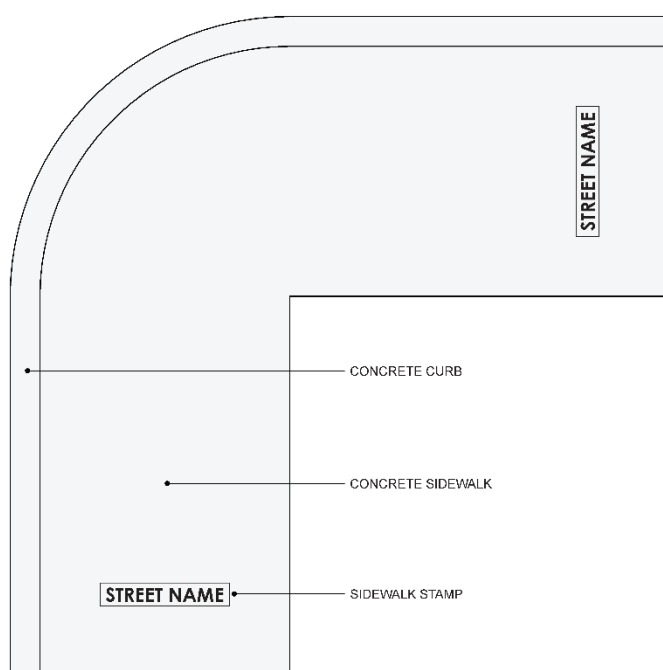 STREET NAME
CONCRETE CURB
CONCRETE SIDEWALK
STREET NAME
SIDEWALK STAMP